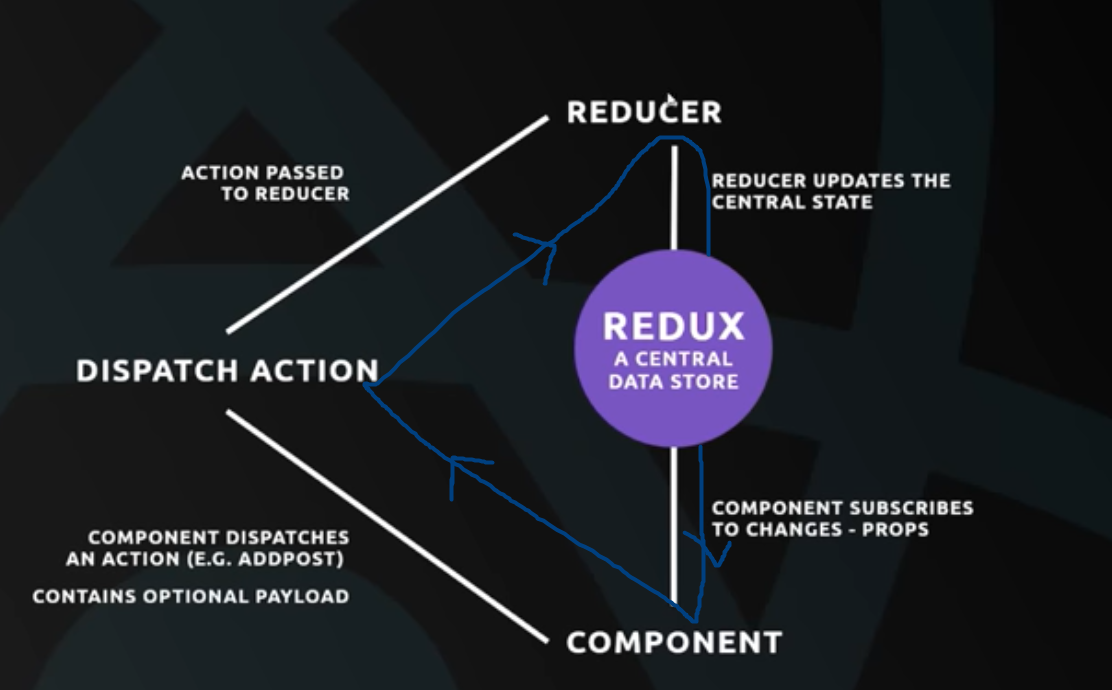 REDUCER
ACTION PASSED
TO REDUCER
REDUCER UPDATES THE
CENTRAL STATE
REDUX
A CENTRAL
DATA STORE
DISPATCH ACTION
COMPONENT SUBSCRIBES
TO CHANGES - PROPS
COMPONENT DISPATCHES
AN ACTION (E.G. ADDPOST)
CONTAINS OPTIONAL PAYLOAD
COMPONENT